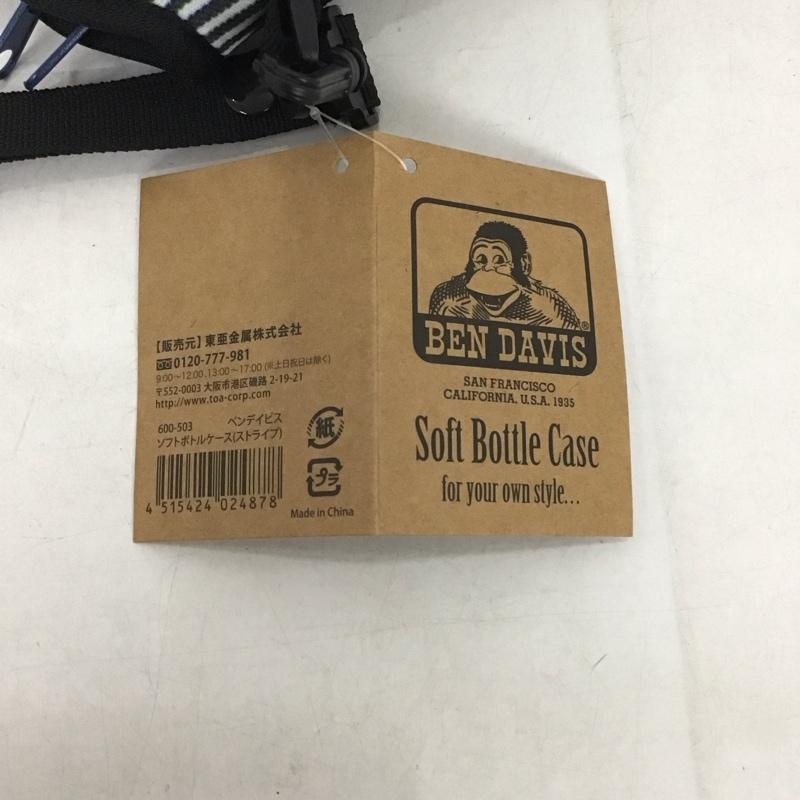 【販売元】東亜金属株式会社
0120-777-981
9:00〜12:00、13:00〜17:00 (※土日祝日は除く)
〒552-0003 大阪市港区磯路 2-19-21
http://www.toa-corp.com
600-503 ベンデイビス
ソフトボトルケース(ストライプ)
4 515424 024878
紙
プラ
Made in China
BEN DAVIS®
SAN FRANCISCO
CALIFORNIA. U.S.A. 1935
Soft Bottle Case
for your own style...